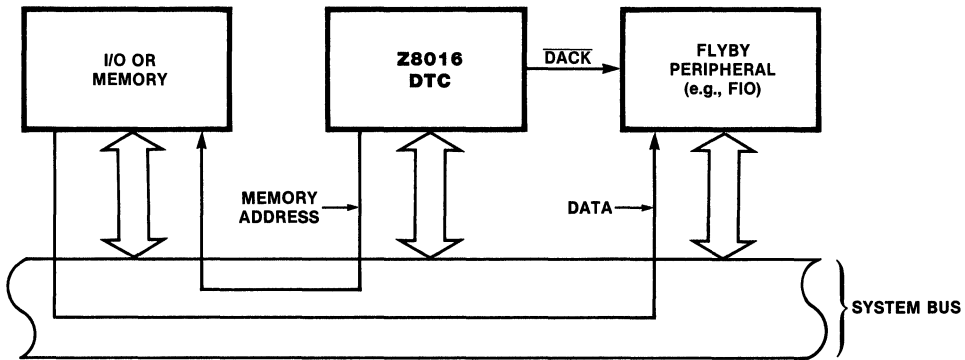 I/O OR
MEMORY
Z8016
DTC
DACK
FLYBY
PERIPHERAL
(e.g., FIO)
MEMORY
ADDRESS
DATA
SYSTEM BUS